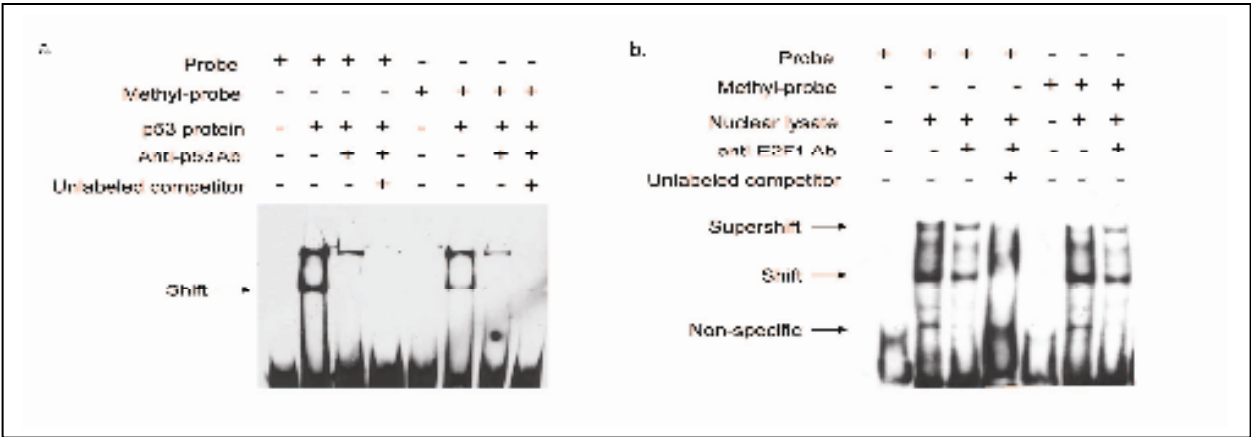 a.
Probe + + + + - - - -
Methyl-probe - - - - + + + +
p53 protein - + + + - + + +
Anti-p53 Ab - - + + - - + +
Unlabeled competitor - - - + - - - +
Shift
b.
Probe + + + + - - -
Methyl-probe - - - - + + +
Nuclear lysate - + + + - + +
anti E2F1 Ab - - + + - - +
Unlabeled competitor - - - + - - -
Supershift
Shift
Non-specific